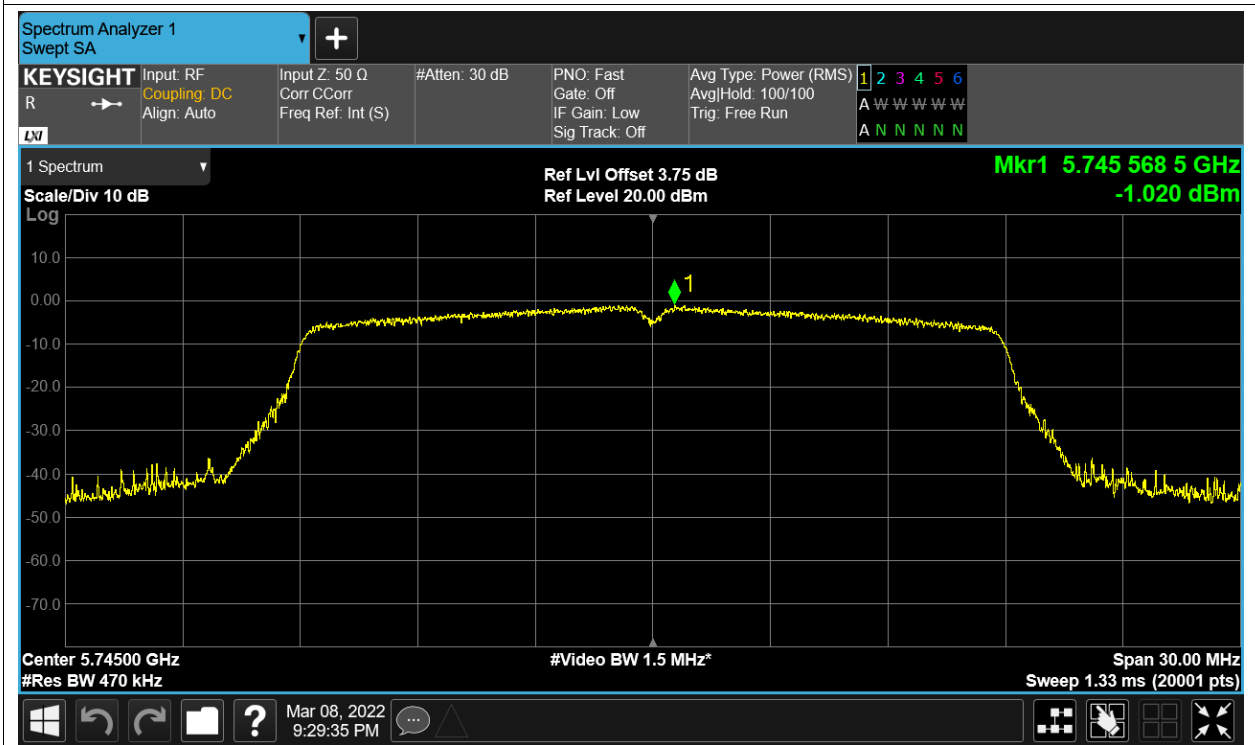 Spectrum Analyzer 1
Swept SA
KEYSIGHT
R
LXI
Input: RF
Coupling: DC
Align: Auto
Input Z: 50 Ω
Corr CCorr
Freq Ref: Int (S)
#Atten: 30 dB
PNO: Fast
Gate: Off
IF Gain: Low
Sig Track: Off
Avg Type: Power (RMS)
Avg|Hold: 100/100
Trig: Free Run
1 2 3 4 5 6
A W W W W W
A N N N N N
1 Spectrum
Scale/Div 10 dB
Log
Ref Lvl Offset 3.75 dB
Ref Level 20.00 dBm
Mkr1 5.745 568 5 GHz
-1.020 dBm
1
10.0
0.00
-10.0
-20.0
-30.0
-40.0
-50.0
-60.0
-70.0
Center 5.74500 GHz
#Res BW 470 kHz
#Video BW 1.5 MHz*
Span 30.00 MHz
Sweep 1.33 ms (20001 pts)
?
Mar 08, 2022
9:29:35 PM